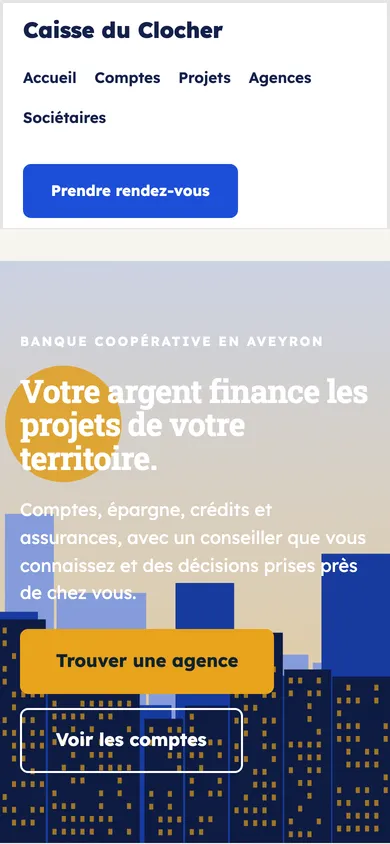 Caisse du Clocher
Accueil Comptes Projets Agences
Sociétaires
Prendre rendez-vous
BANQUE COOPÉRATIVE EN AVEYRON
Votre argent finance les
projets de votre
territoire.
Comptes, épargne, crédits et
assurances, avec un conseiller que vous
connaissez et des décisions prises près
de chez vous.
Trouver une agence
Voir les comptes